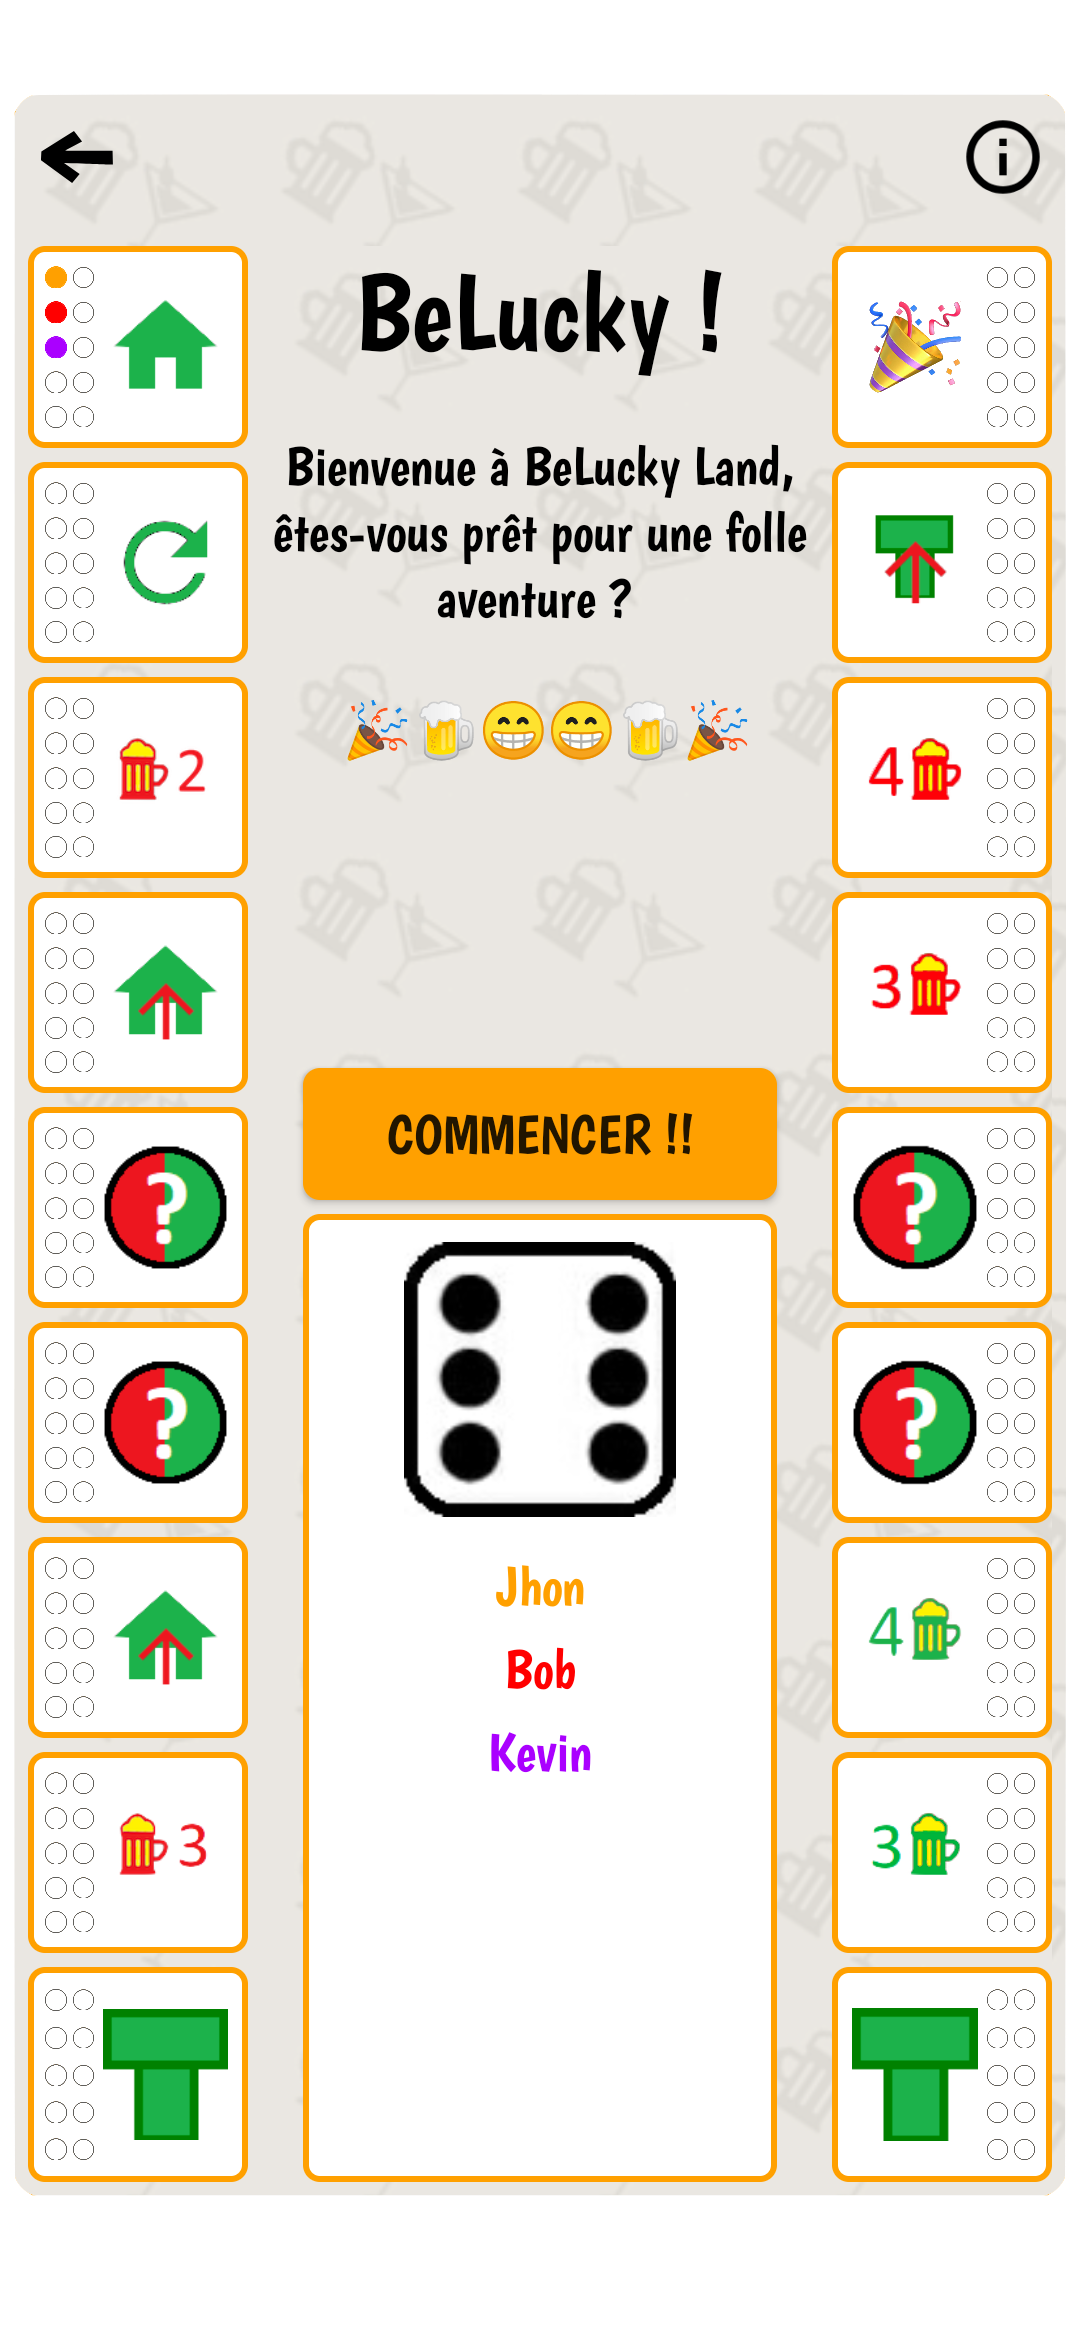 BeLucky !
Bienvenue à BeLucky Land,
êtes-vous prêt pour une folle
aventure ?
🎉🍺😁😁🍺🎉
2
4
3
COMMENCER !!
?
?
?
?
4
3
3
Jhon
Bob
Kevin